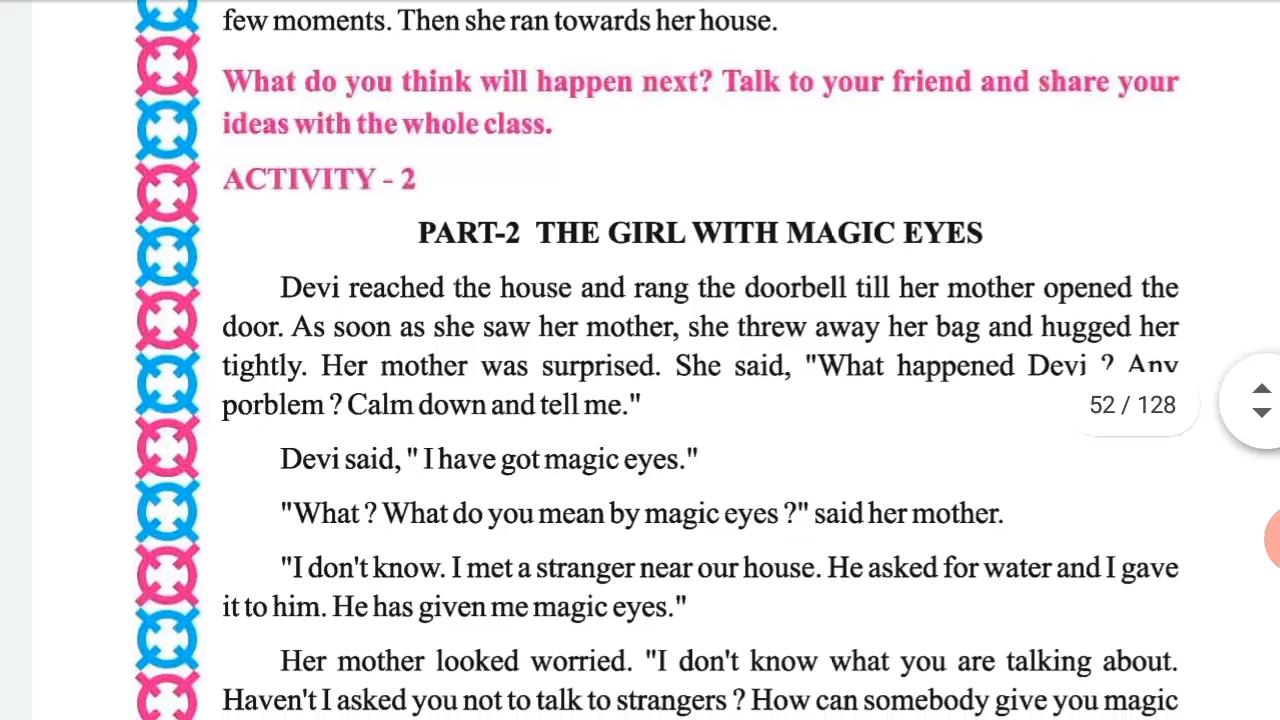 few moments. Then she ran towards her house.
What do you think will happen next? Talk to your friend and share your
ideas with the whole class.
ACTIVITY - 2
PART-2 THE GIRL WITH MAGIC EYES
Devi reached the house and rang the doorbell till her mother opened the
door. As soon as she saw her mother, she threw away her bag and hugged her
tightly. Her mother was surprised. She said, "What happened Devi ? Any
porblem ? Calm down and tell me."
52 / 128
Devi said, " I have got magic eyes."
"What ? What do you mean by magic eyes ?" said her mother.
"I don't know. I met a stranger near our house. He asked for water and I gave
it to him. He has given me magic eyes."
Her mother looked worried. "I don't know what you are talking about.
Haven't I asked you not to talk to strangers ? How can somebody give you magic